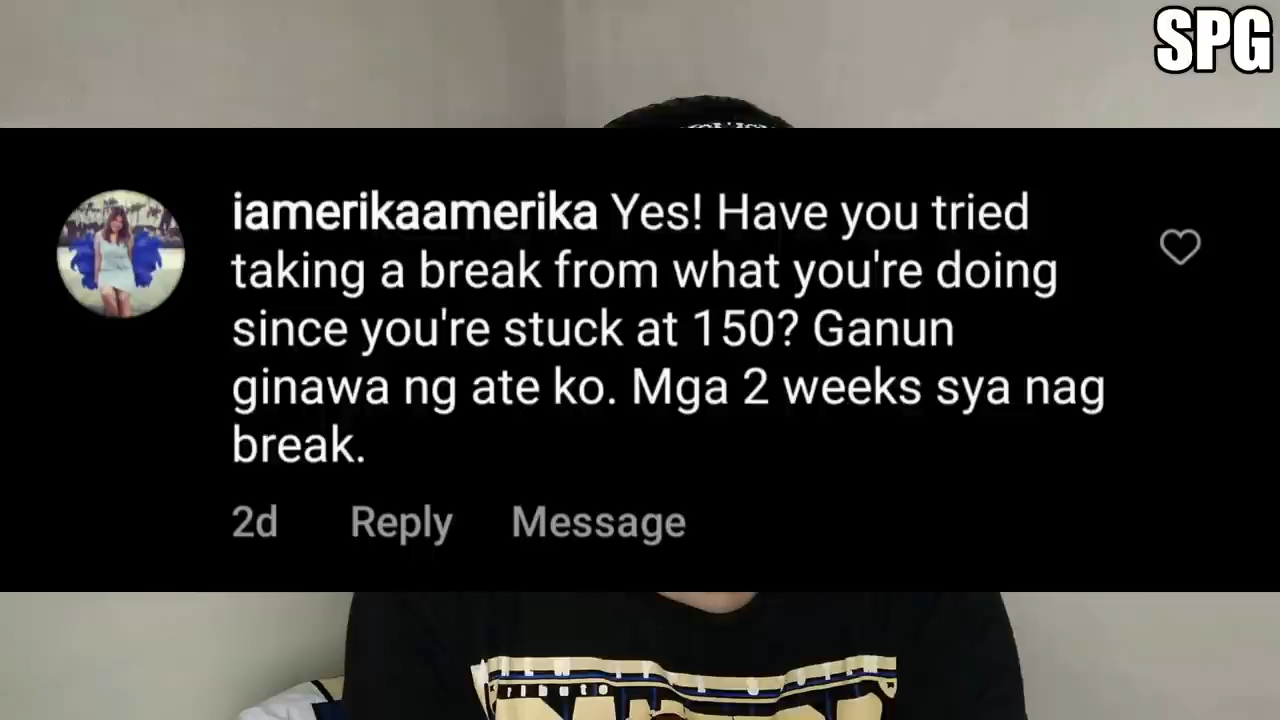 SPG
iamerikaamerika Yes! Have you tried
taking a break from what you're doing
since you're stuck at 150? Ganun
ginawa ng ate ko. Mga 2 weeks sya nag
break.
2d Reply Message